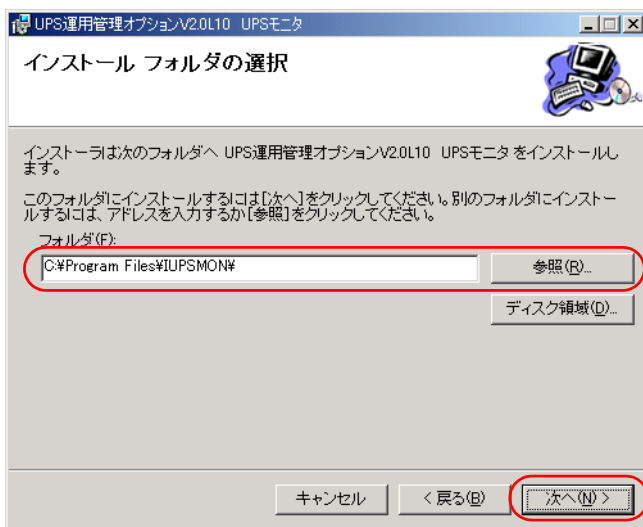 UPS運用管理オプションV2.0L10 UPSモニタ
インストール フォルダの選択
インストーラは次のフォルダへ UPS運用管理オプションV2.0L10 UPSモニタ をインストールし
ます。
このフォルダにインストールするには[次へ]をクリックしてください。別のフォルダにインストー
ルするには、アドレスを入力するか[参照]をクリックしてください。
フォルダ(F):
C:¥Program Files¥IUPSMON¥
参照(R)...
ディスク領域(D)...
キャンセル
< 戻る(B)
次へ(N) >